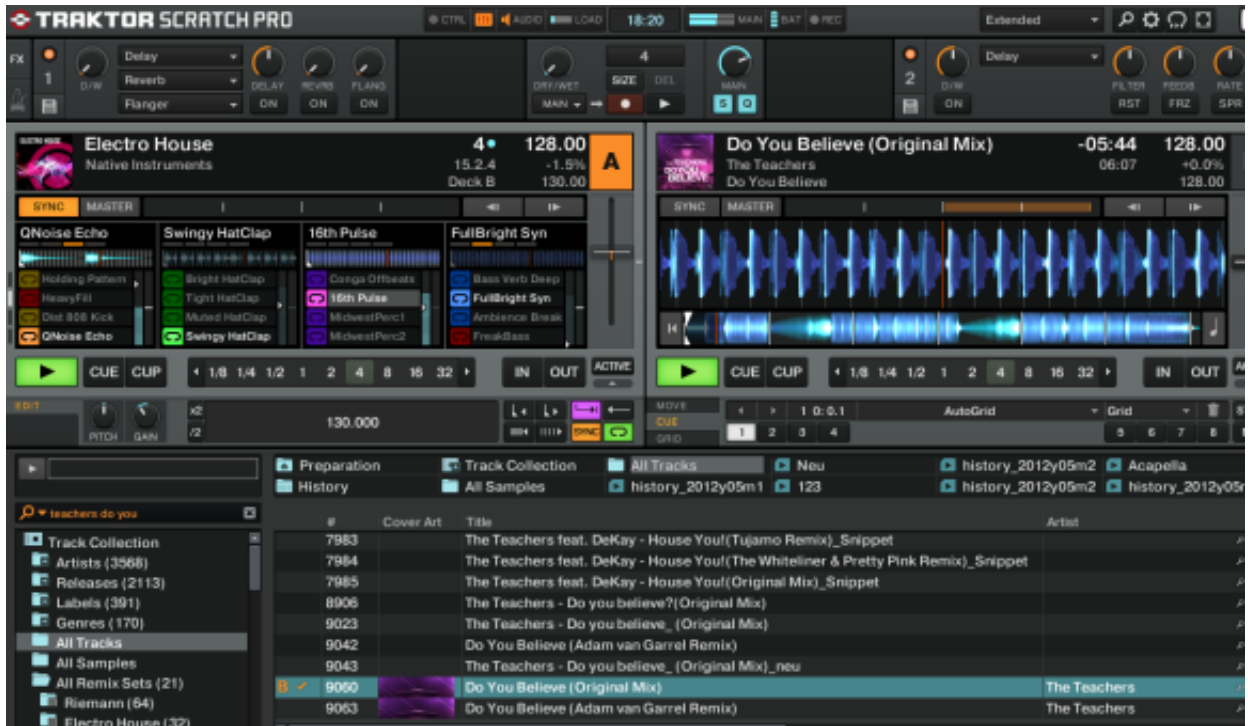 TRAKTOR SCRATCH PRO
CTRL AUDIO LOAD 18:20 MAIN BAT REC Extended
FX 1 D/W Delay DELAY REVRB FLANG DRY/WET 4 MAIN 2 D/W Delay FILTER FEEDB RATE
Reverb SIZE DEL
Flanger ON ON ON MAIN S Q ON RST FRZ SPR
Electro House 4 128.00 A
Native Instruments 15.2.4 -1.5%
Deck B 130.00
SYNC MASTER
QNoise Echo Swingy HatClap 16th Pulse FullBright Syn
Holding Pattern Bright HatClap Conga Offbeats Bass Verb Deep
HeavyFill Tight HatClap 16th Pulse FullBright Syn
Dist 808 Kick Muted HatClap MidwestPerc1 Ambience Break
QNoise Echo Swingy HatClap MidwestPerc2 FreakBass
CUE CUP 1/8 1/4 1/2 1 2 4 8 16 32 IN OUT ACTIVE
EDIT PITCH GAIN x2 /2 130.000 SYNC
Do You Believe (Original Mix) -05:44 128.00
The Teachers 06:07 +0.0%
Do You Believe 128.00
SYNC MASTER
CUE CUP 1/8 1/4 1/2 1 2 4 8 16 32 IN OUT
MOVE 1 0:0.1 AutoGrid Grid
CUE 1 2 3 4 5 6 7 8
GRID
Preparation Track Collection All Tracks Neu history_2012y05m2 Acapella
History All Samples history_2012y05m1 123 history_2012y05m2 history_2012y05m
teachers do you
Track Collection
Artists (3568)
Releases (2113)
Labels (391)
Genres (170)
All Tracks
All Samples
All Remix Sets (21)
Riemann (64)
Electro House (32)
# Cover Art Title Artist
7983 The Teachers feat. DeKay - House You!(Tujamo Remix)_Snippet
7984 The Teachers feat. DeKay - House You!(The Whiteliner & Pretty Pink Remix)_Snippet
7985 The Teachers feat. DeKay - House You!(Original Mix)_Snippet
8906 The Teachers - Do you believe?(Original Mix)
9023 The Teachers - Do you believe_ (Original Mix)
9042 Do You Believe (Adam van Garrel Remix)
9043 The Teachers - Do you believe_ (Original Mix)_neu
B 9060 Do You Believe (Original Mix) The Teachers
9063 Do You Believe (Adam van Garrel Remix) The Teachers